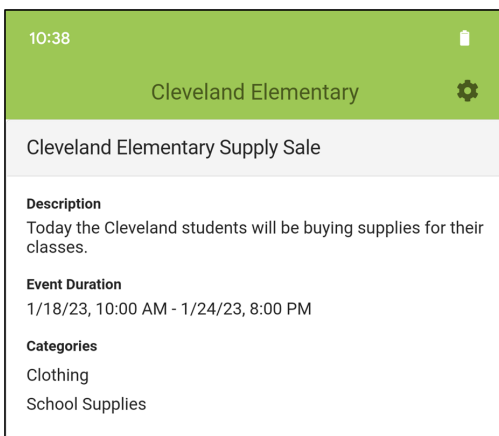 10:38
Cleveland Elementary
Cleveland Elementary Supply Sale
Description
Today the Cleveland students will be buying supplies for their
classes.
Event Duration
1/18/23, 10:00 AM - 1/24/23, 8:00 PM
Categories
Clothing
School Supplies